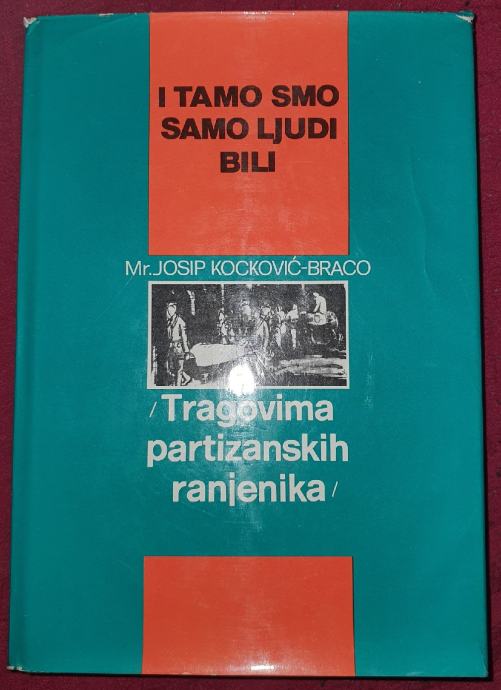 I TAMO SMO
SAMO LJUDI
BILI
Mr. JOSIP KOCKOVIĆ-BRACO
/Tragovima
partizanskih
ranjenika/